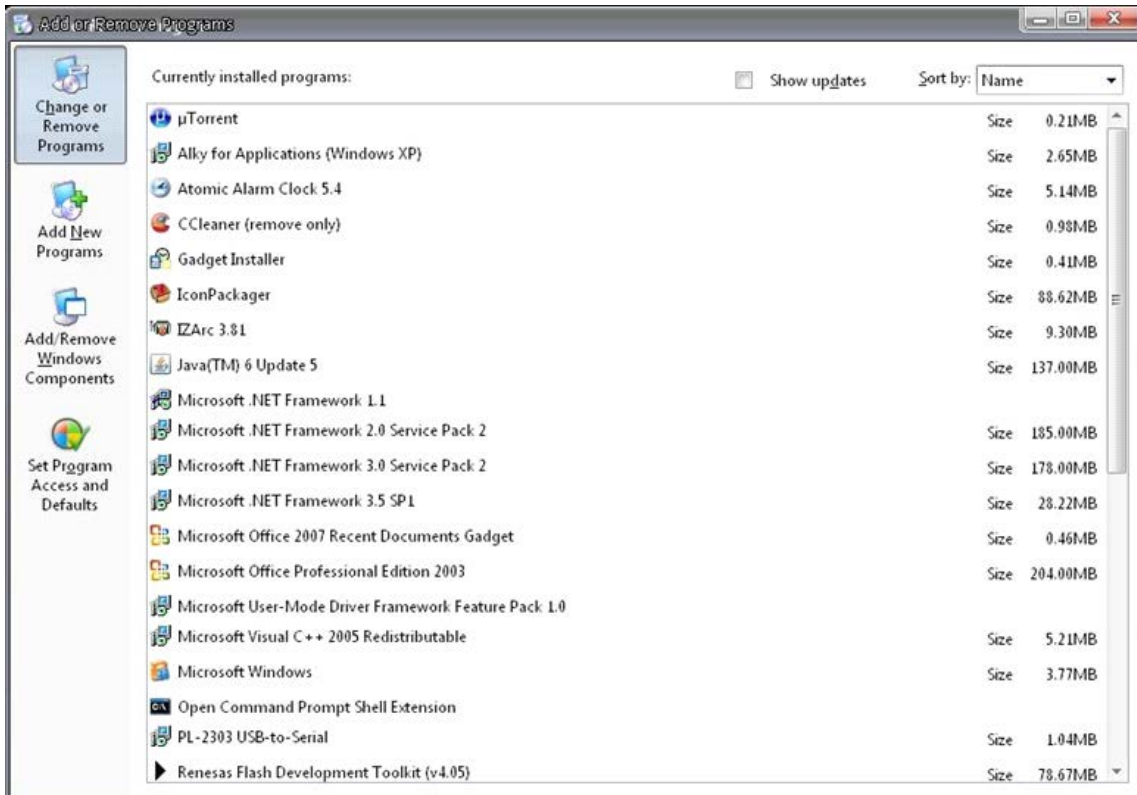 Add or Remove Programs
Change or
Remove
Programs
Add New
Programs
Add/Remove
Windows
Components
Set Program
Access and
Defaults
Currently installed programs: Show updates Sort by: Name
µTorrent Size 0.21MB
Alky for Applications (Windows XP) Size 2.65MB
Atomic Alarm Clock 5.4 Size 5.14MB
CCleaner (remove only) Size 0.98MB
Gadget Installer Size 0.41MB
IconPackager Size 88.62MB
IZArc 3.81 Size 9.30MB
Java(TM) 6 Update 5 Size 137.00MB
Microsoft .NET Framework 1.1
Microsoft .NET Framework 2.0 Service Pack 2 Size 185.00MB
Microsoft .NET Framework 3.0 Service Pack 2 Size 178.00MB
Microsoft .NET Framework 3.5 SP1 Size 28.22MB
Microsoft Office 2007 Recent Documents Gadget Size 0.46MB
Microsoft Office Professional Edition 2003 Size 204.00MB
Microsoft User-Mode Driver Framework Feature Pack 1.0
Microsoft Visual C++ 2005 Redistributable Size 5.21MB
Microsoft Windows Size 3.77MB
Open Command Prompt Shell Extension
PL-2303 USB-to-Serial Size 1.04MB
Renesas Flash Development Toolkit (v4.05) Size 78.67MB